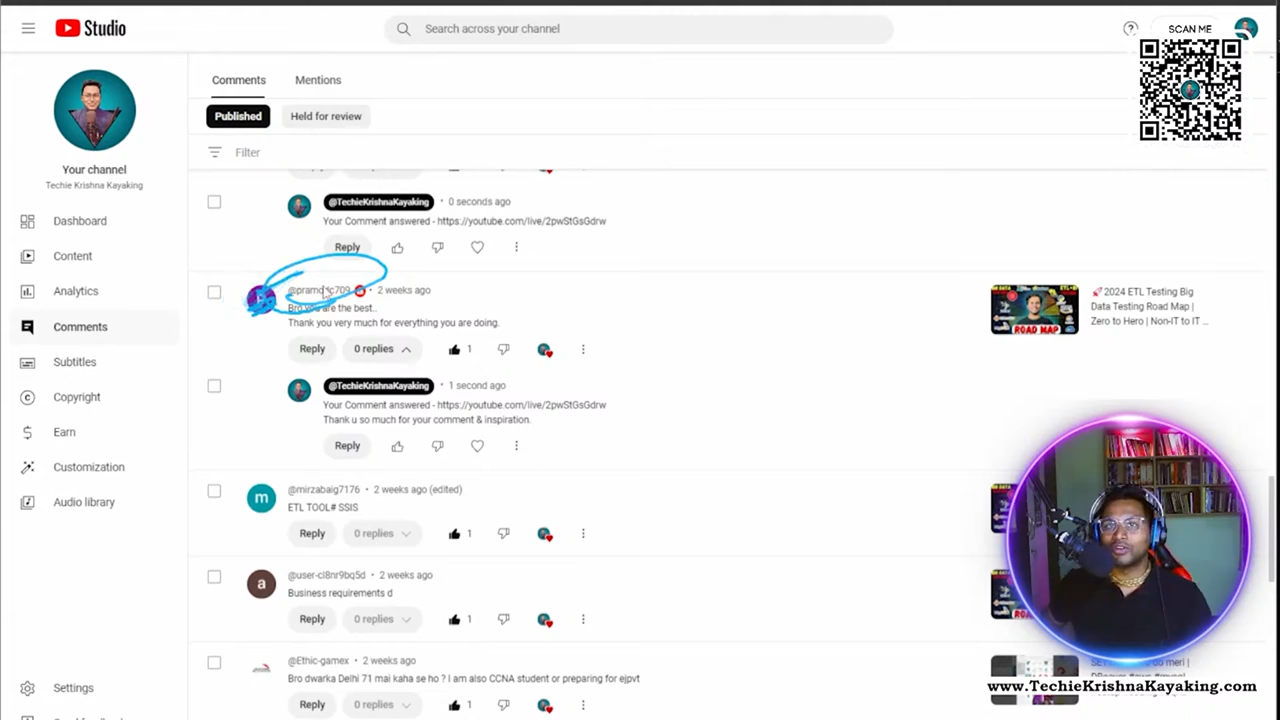 Studio
Search across your channel
SCAN ME
Your channel
Techie Krishna Kayaking
Dashboard
Content
Analytics
Comments
Subtitles
Copyright
Earn
Customization
Audio library
Settings
Comments
Mentions
Published
Held for review
Filter
@TechieKrishnaKayaking • 0 seconds ago
Your Comment answered - https://youtube.com/live/2pwStGsGdrw
Reply
2 weeks ago
Bro you are the best..
Thank you very much for everything you are doing.
Reply 0 replies 1
🚀2024 ETL Testing Big
Data Testing Road Map |
Zero to Hero | Non-IT to IT ...
ROAD MAP
@TechieKrishnaKayaking • 1 second ago
Your Comment answered - https://youtube.com/live/2pwStGsGdrw
Thank u so much for your comment & inspiration.
Reply
@mirzabaig7176 • 2 weeks ago (edited)
ETL TOOL# SSIS
Reply 0 replies 1
@user-ci8nr9bq5d • 2 weeks ago
Business requirements d
Reply 0 replies 1
@Ethic-gamex • 2 weeks ago
Bro dwarka Delhi 71 mai kaha se ho ? I am also CCNA student or preparing for ejpvt
Reply 0 replies 1
www.TechieKrishnaKayaking.com